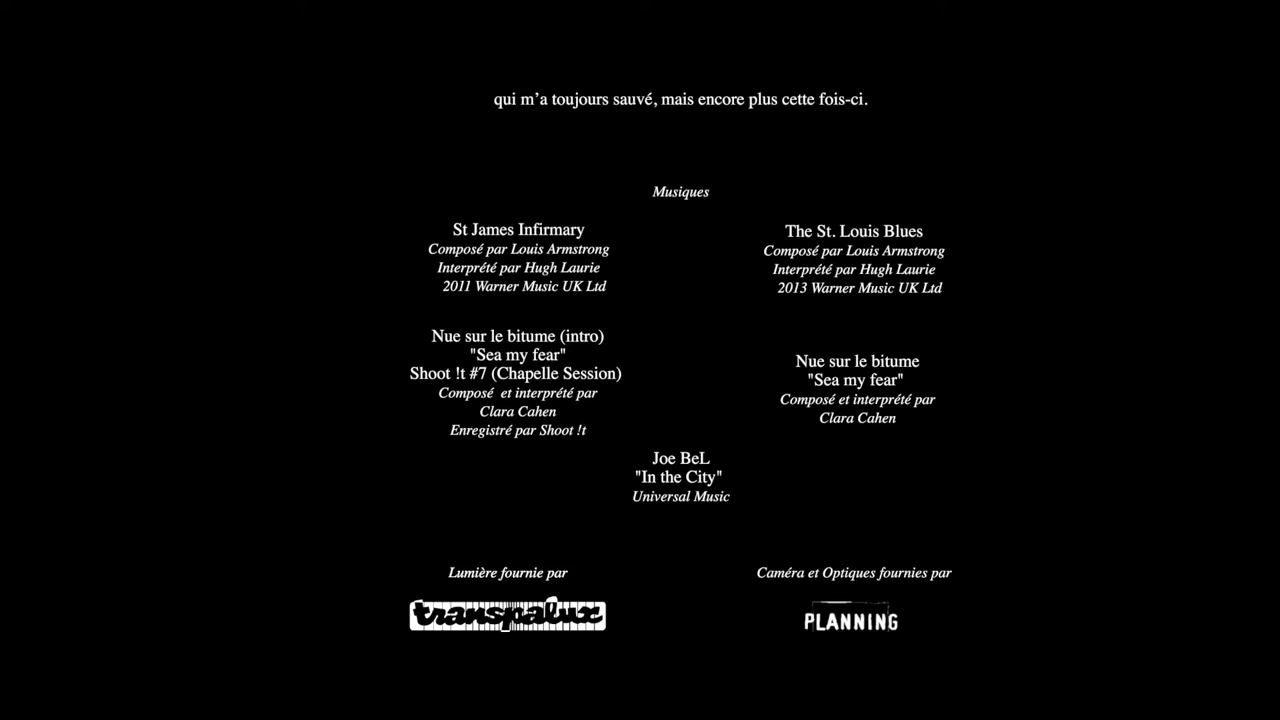 qui m’a toujours sauvé, mais encore plus cette fois-ci.
Musiques
St James Infirmary
Composé par Louis Armstrong
Interprété par Hugh Laurie
2011 Warner Music UK Ltd
The St. Louis Blues
Composé par Louis Armstrong
Interprété par Hugh Laurie
2013 Warner Music UK Ltd
Nue sur le bitume (intro)
"Sea my fear"
Shoot !t #7 (Chapelle Session)
Composé et interprété par
Clara Cahen
Enregistré par Shoot !t
Nue sur le bitume
"Sea my fear"
Composé et interprété par
Clara Cahen
Joe BeL
"In the City"
Universal Music
Lumière fournie par
transpalux
Caméra et Optiques fournies par
PLANNING